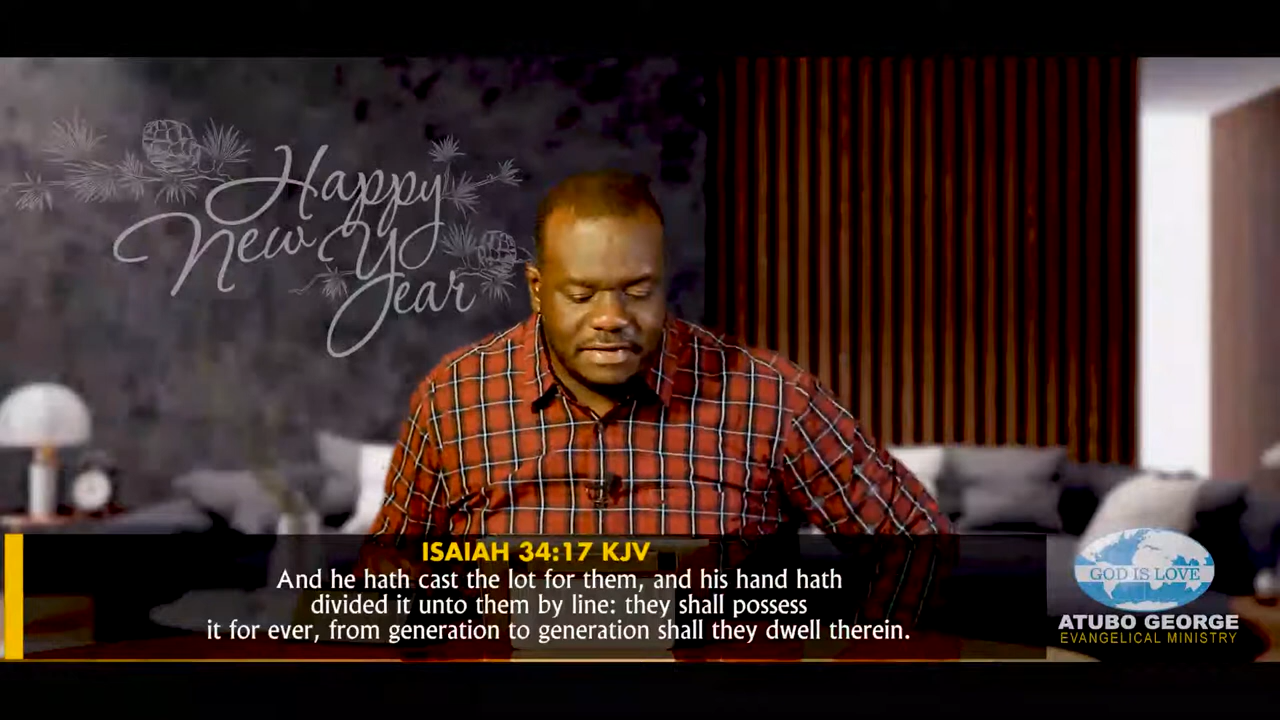 Happy
New Year
ISAIAH 34:17 KJV
And he hath cast the lot for them, and his hand hath
divided it unto them by line: they shall possess
it for ever, from generation to generation shall they dwell therein.
GOD IS LOVE
ATUBO GEORGE
EVANGELICAL MINISTRY